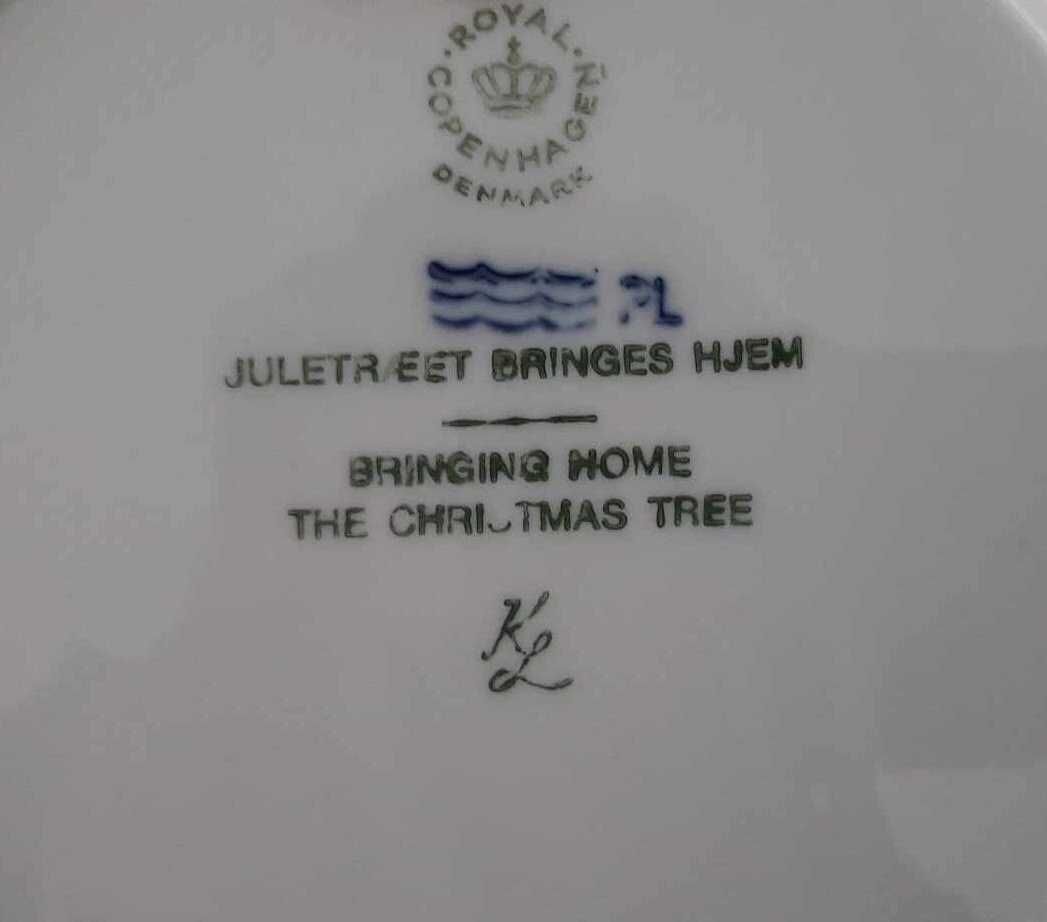 ROYAL
COPENHAGEN
DENMARK
JULETRÆET BRINGES HJEM
BRINGING HOME
THE CHRISTMAS TREE
KL